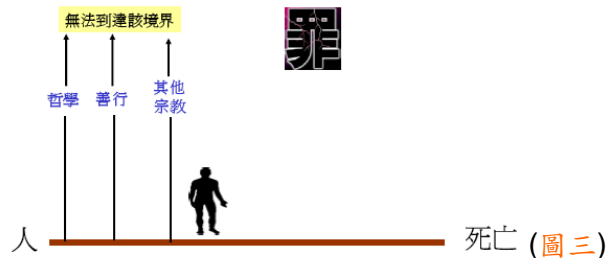 無法到達該境界
罪
哲學
善行
其他
宗教
人
死亡 (圖三)